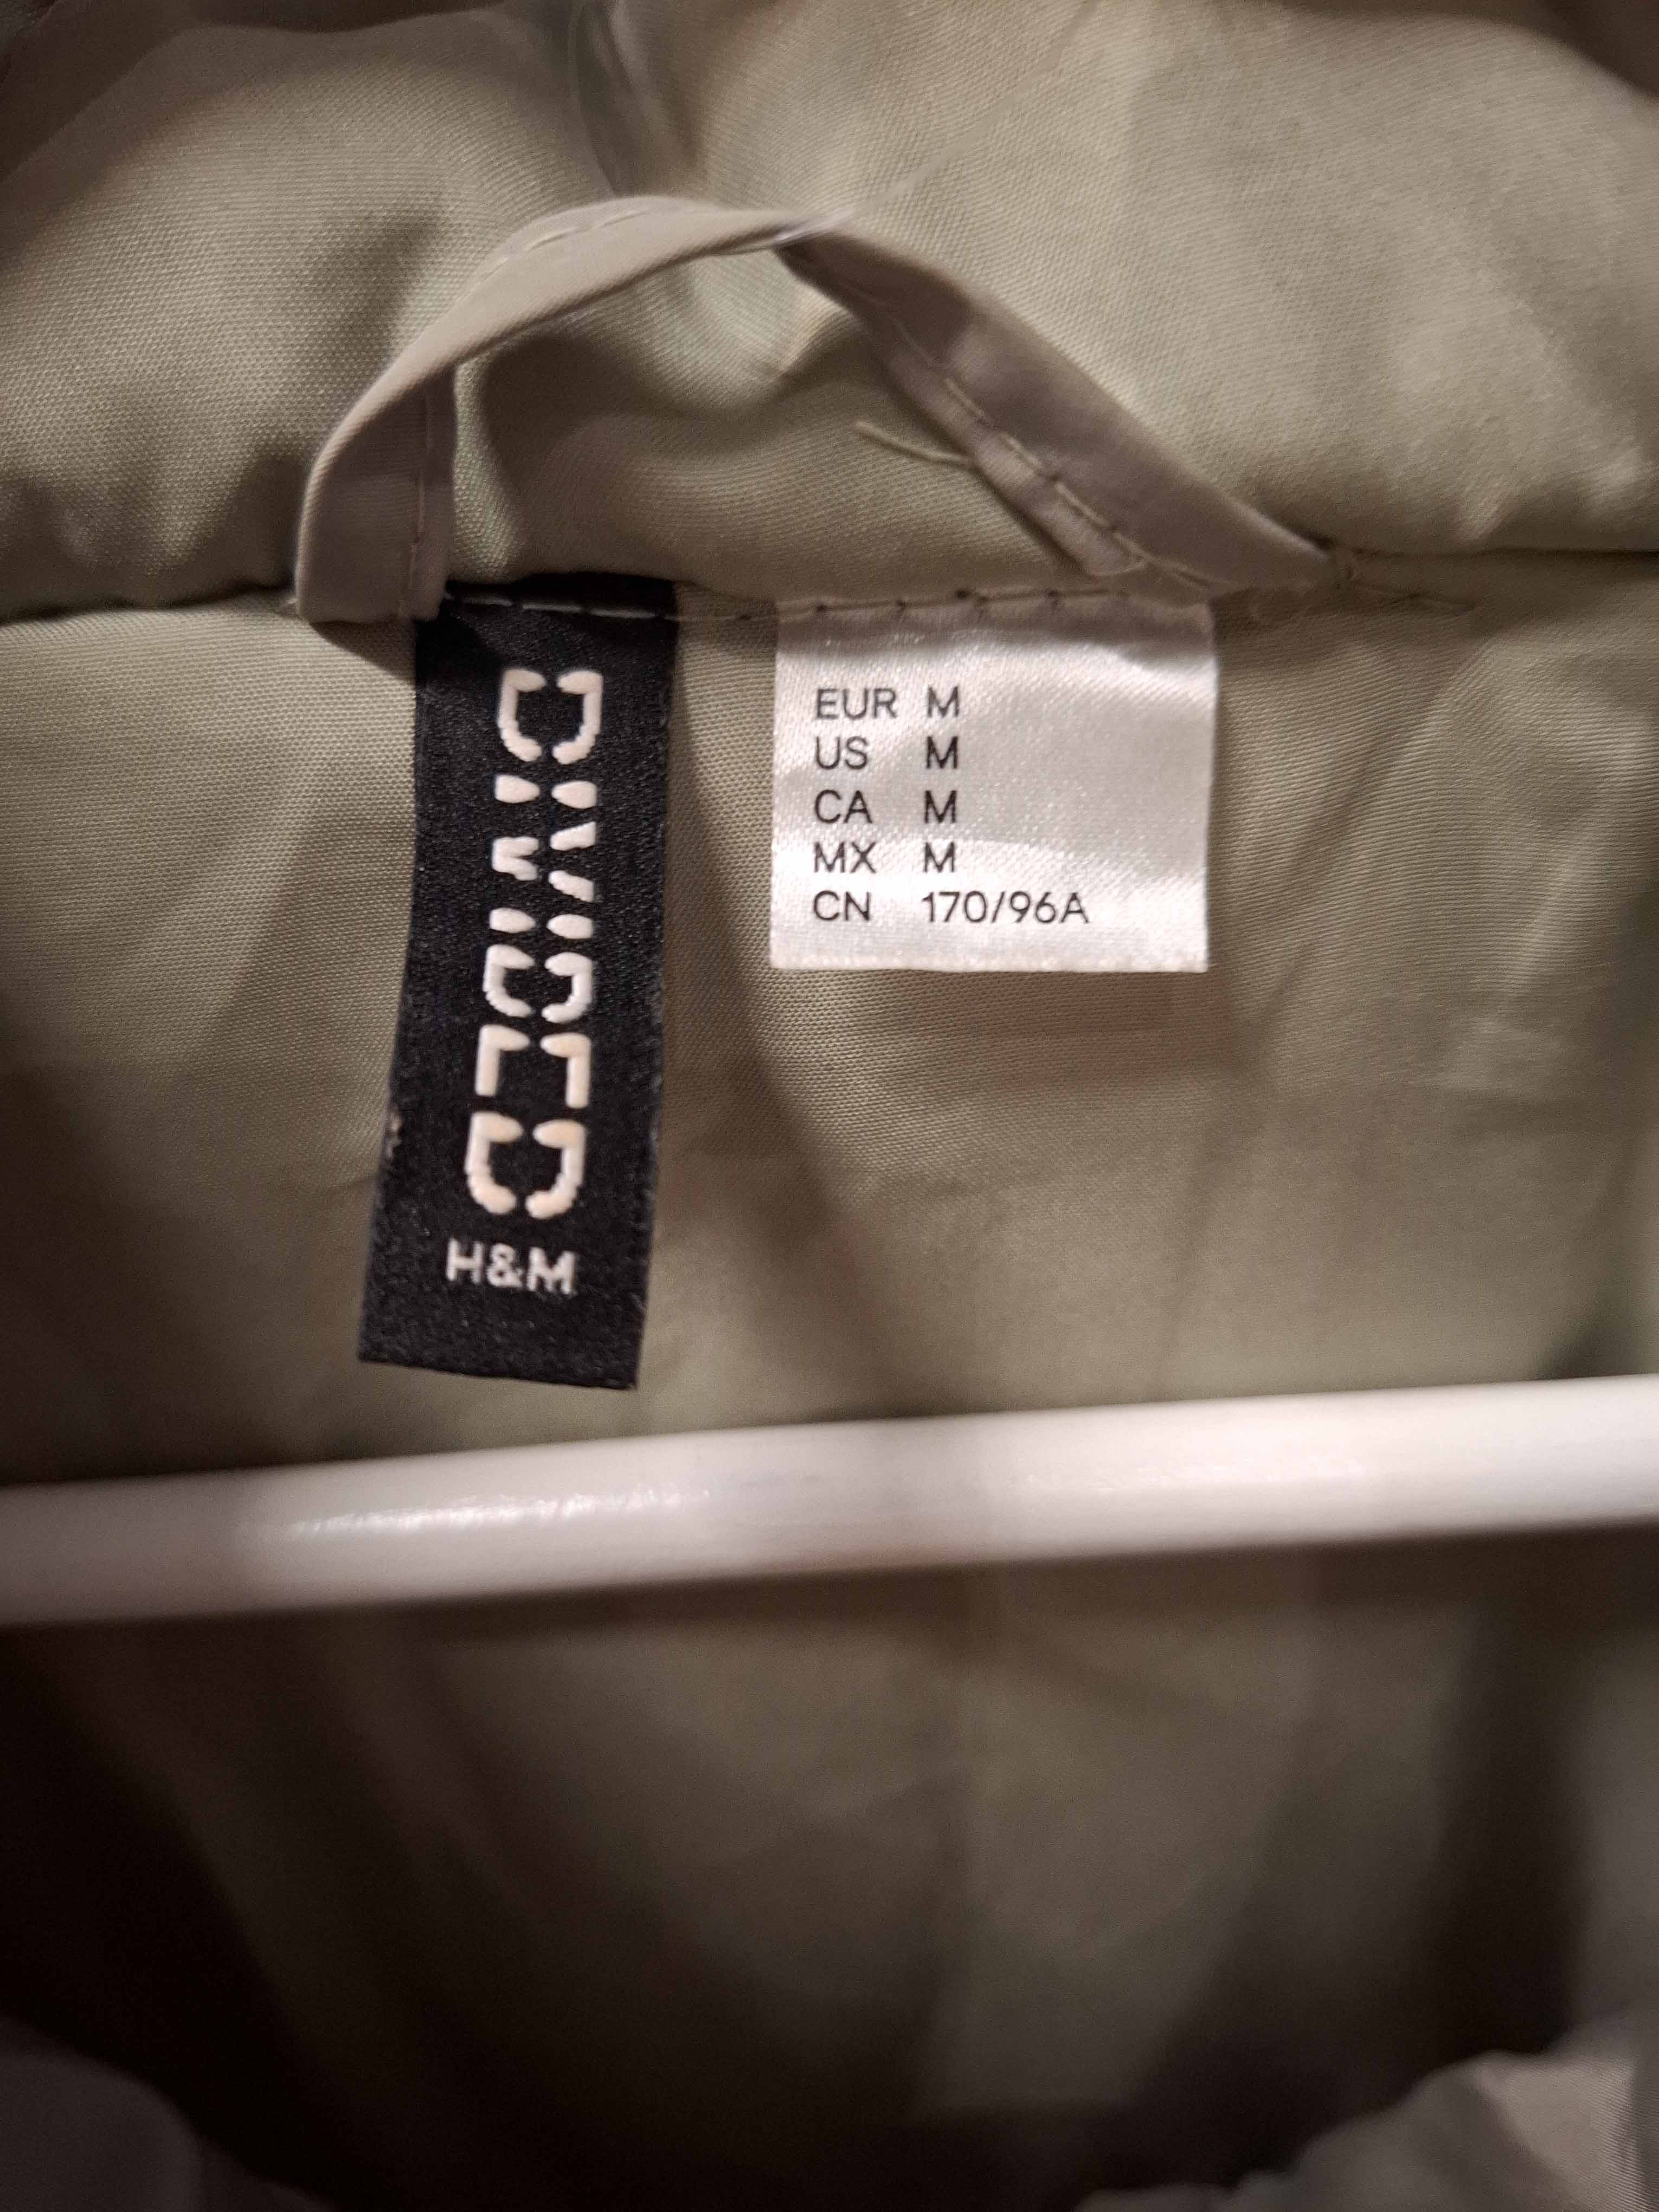 DIVIDED
H&M
EUR M
US M
CA M
MX M
CN 170/96A